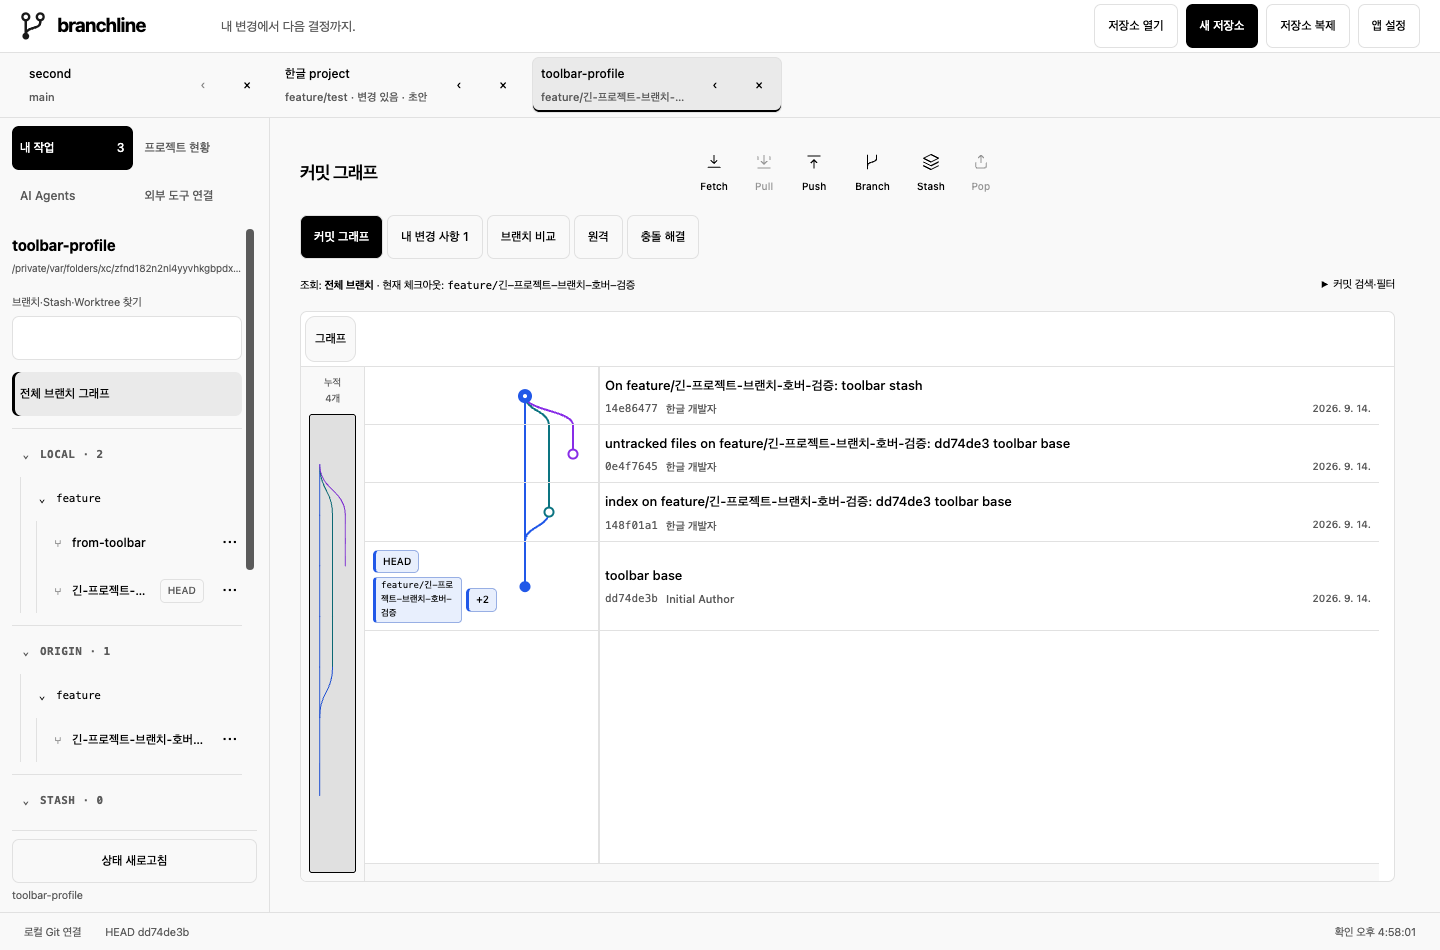 branchline
내 변경에서 다음 결정까지.
저장소 열기
새 저장소
저장소 복제
앱 설정
second
main
한글 project
feature/test · 변경 있음 · 초안
toolbar-profile
feature/긴-프로젝트-브랜치-...
내 작업 3
프로젝트 현황
AI Agents
외부 도구 연결
toolbar-profile
/private/var/folders/xc/zfnd182n2nl4yyvhkgbpdx...
브랜치·Stash·Worktree 찾기
전체 브랜치 그래프
LOCAL · 2
feature
from-toolbar
긴-프로젝트-... HEAD
ORIGIN · 1
feature
긴-프로젝트-브랜치-호버...
STASH · 0
상태 새로고침
toolbar-profile
커밋 그래프
Fetch
Pull
Push
Branch
Stash
Pop
커밋 그래프
내 변경 사항 1
브랜치 비교
원격
충돌 해결
조회: 전체 브랜치 · 현재 체크아웃: feature/긴-프로젝트-브랜치-호버-검증
▶ 커밋 검색·필터
그래프
누적
4개
On feature/긴-프로젝트-브랜치-호버-검증: toolbar stash
14e86477 한글 개발자 2026. 9. 14.
untracked files on feature/긴-프로젝트-브랜치-호버-검증: dd74de3 toolbar base
0e4f7645 한글 개발자 2026. 9. 14.
index on feature/긴-프로젝트-브랜치-호버-검증: dd74de3 toolbar base
148f01a1 한글 개발자 2026. 9. 14.
HEAD
feature/긴-프로
젝트-브랜치-호버-
검증
+2
toolbar base
dd74de3b Initial Author 2026. 9. 14.
로컬 Git 연결
HEAD dd74de3b
확인 오후 4:58:01